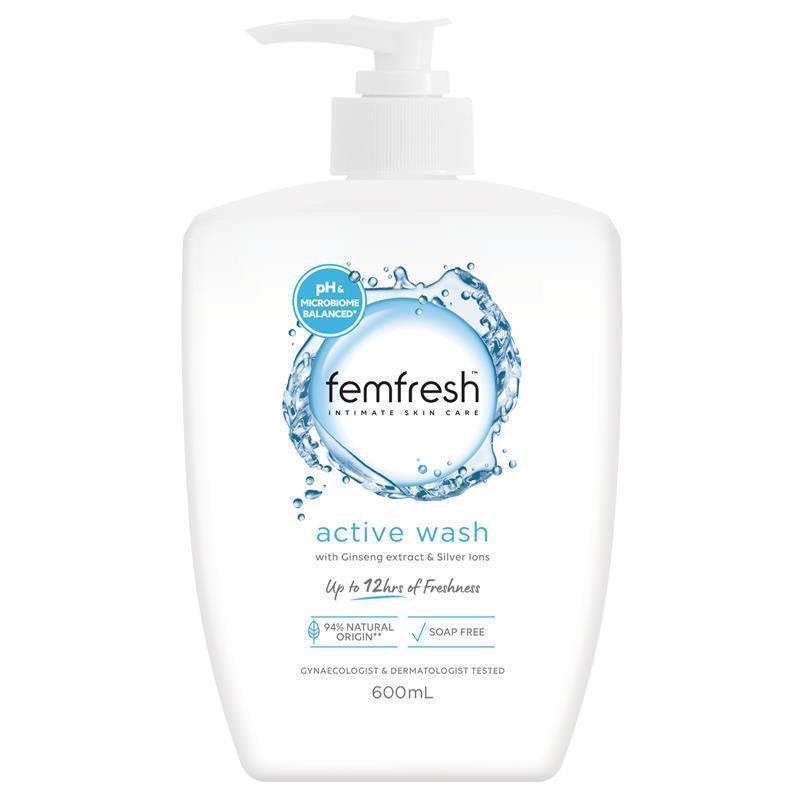 pH &
MICROBIOME
BALANCED*
femfresh™
INTIMATE SKIN CARE
active wash
with Ginseng extract & Silver Ions
Up to 12hrs of Freshness
94% NATURAL
ORIGIN**
SOAP FREE
GYNAECOLOGIST & DERMATOLOGIST TESTED
600mL